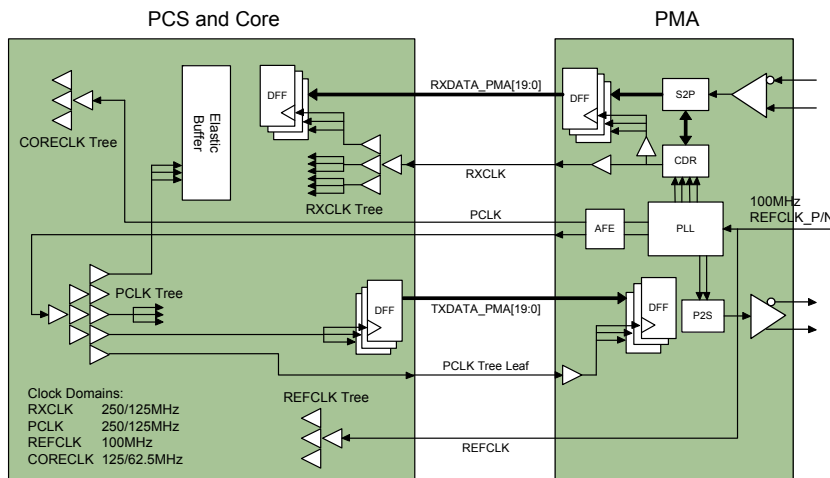 PCS and Core
PMA
DFF
RXDATA_PMA[19:0]
DFF
S2P
Elastic
Buffer
CORECLK Tree
CDR
RXCLK
RXCLK Tree
100MHz
REFCLK_P/N
PCLK
AFE
PLL
PCLK Tree
DFF
TXDATA_PMA[19:0]
DFF
P2S
PCLK Tree Leaf
Clock Domains:
RXCLK 250/125MHz
PCLK 250/125MHz
REFCLK 100MHz
CORECLK 125/62.5MHz
REFCLK Tree
REFCLK